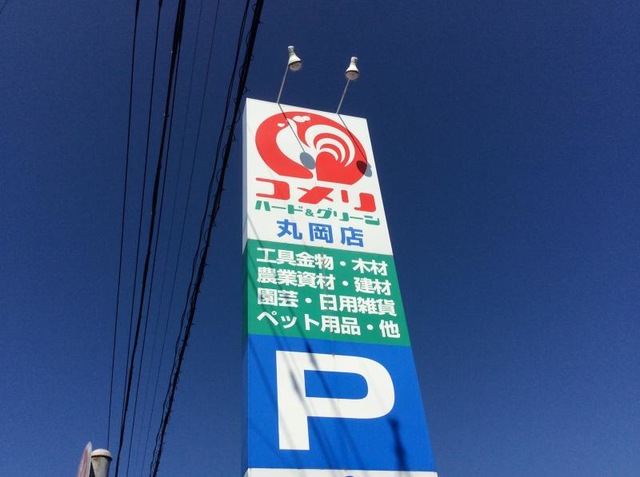 コメリ
ハード&グリーン
丸岡店
工具金物・木材
農業資材・建材
園芸・日用雑貨
ペット用品・他
P